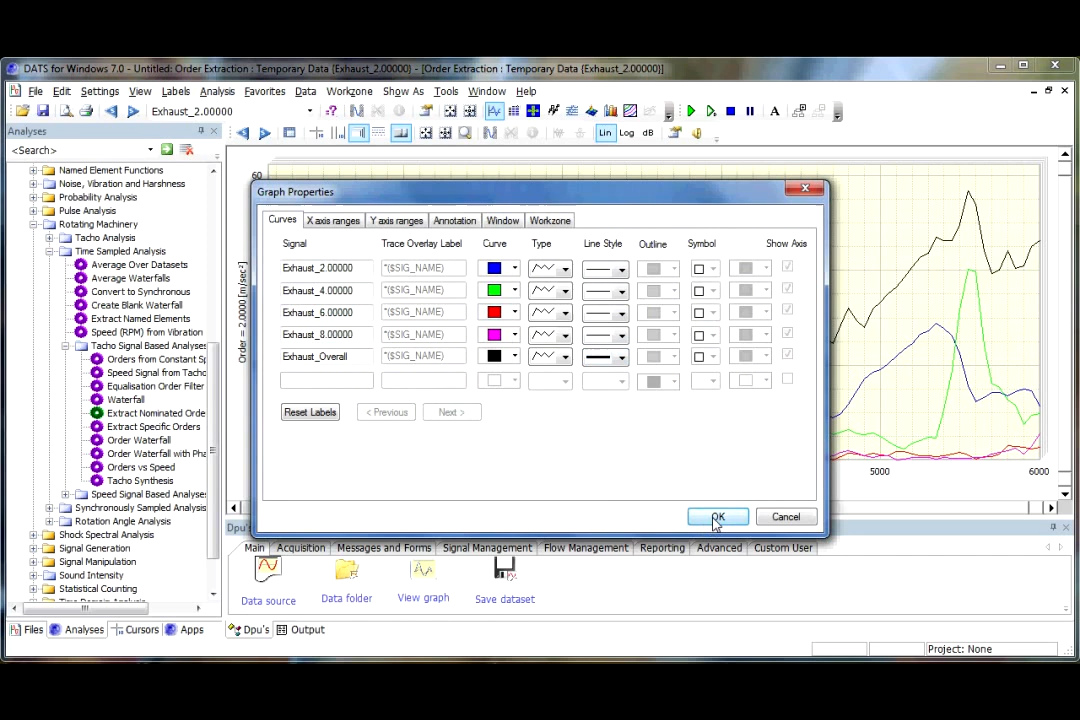 DATS for Windows 7.0 - Untitled: Order Extraction : Temporary Data (Exhaust_2.00000) - [Order Extraction : Temporary Data (Exhaust_2.00000)]
File Edit View Labels Analysis Favorites Data Workzone Show As Tools Window Help
Exhaust_2.00000
A
Analyses
Lin Log dB
<Search>
Named Element Functions
Noise, Vibration and Harshness
Probability Analysis
Pulse Analysis
Rotating Machinery
Tacho Analysis
Time Sampled Analysis
Average Over Datasets
Average Waterfalls
Convert to Synchronous
Create Blank Waterfall
Extract Named Elements
Speed (RPM) from Vibration
Tacho Signal Based Analyses
Orders from Constant Sp
Speed Signal from Tacho
Equalisation Order Filter
Waterfall
Extract Nominated Orde
Extract Specific Orders
Order Waterfall
Order Waterfall with Pha
Orders vs Speed
Tacho Synthesis
Speed Signal Based Analyses
Synchronously Sampled Analysis
Rotation Angle Analysis
Shock Spectral Analysis
Signal Generation
Signal Manipulation
Sound Intensity
Statistical Counting
Files Analyses Cursors Apps
60
Order = 2.0000 [m/sec²]
5000 6000
Graph Properties
Curves X axis ranges Y axis ranges Annotation Window Workzone
Signal Trace Overlay Label Curve Type Line Style Outline Symbol Show Axis
Exhaust_2.00000 *($SIG_NAME)
Exhaust_4.00000 *($SIG_NAME)
Exhaust_6.00000 *($SIG_NAME)
Exhaust_8.00000 *($SIG_NAME)
Exhaust_Overall *($SIG_NAME)
Reset Labels < Previous Next >
OK Cancel
Dpu's
Main Acquisition Messages and Forms Signal Management Flow Management Reporting Advanced Custom User
Data source Data folder View graph Save dataset
Dpu's Output
Project: None